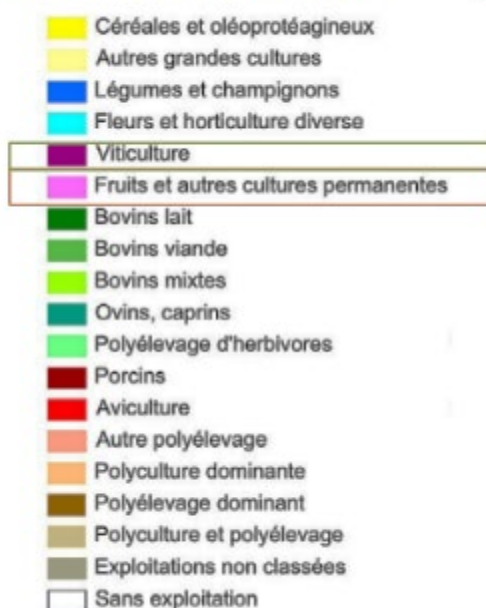 Céréales et oléoprotéagineux
Autres grandes cultures
Légumes et champignons
Fleurs et horticulture diverse
Viticulture
Fruits et autres cultures permanentes
Bovins lait
Bovins viande
Bovins mixtes
Ovins, caprins
Polyélevage d'herbivores
Porcins
Aviculture
Autre polyélevage
Polyculture dominante
Polyélevage dominant
Polyculture et polyélevage
Exploitations non classées
Sans exploitation